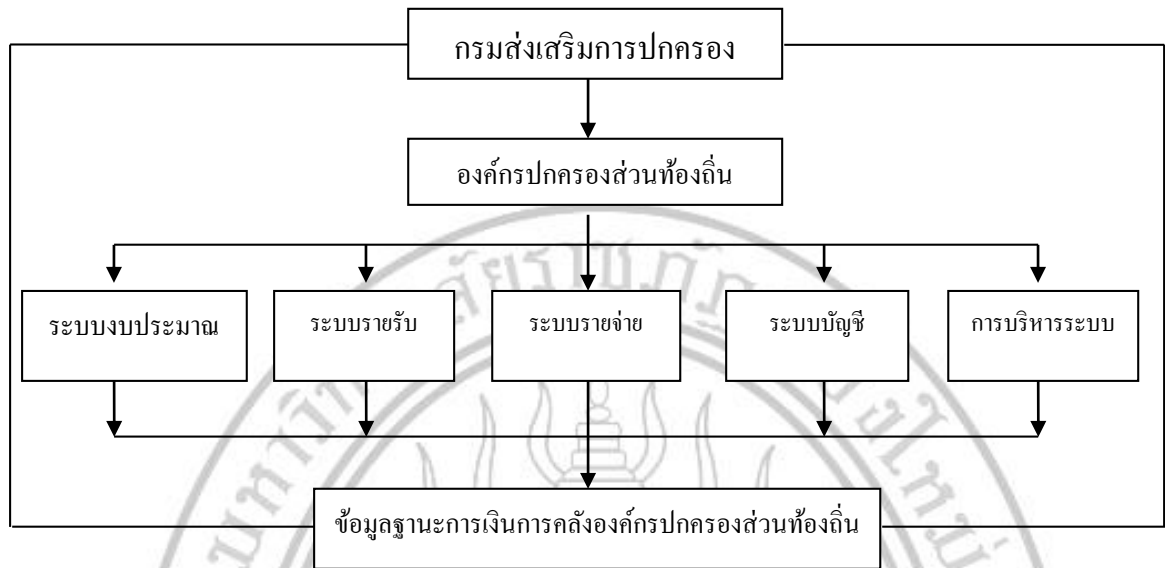 กรมส่งเสริมการปกครอง
องค์กรปกครองส่วนท้องถิ่น
ระบบงบประมาณ
ระบบรายรับ
ระบบรายจ่าย
ระบบบัญชี
การบริหารระบบ
ข้อมูลฐานะการเงินการคลังองค์กรปกครองส่วนท้องถิ่น